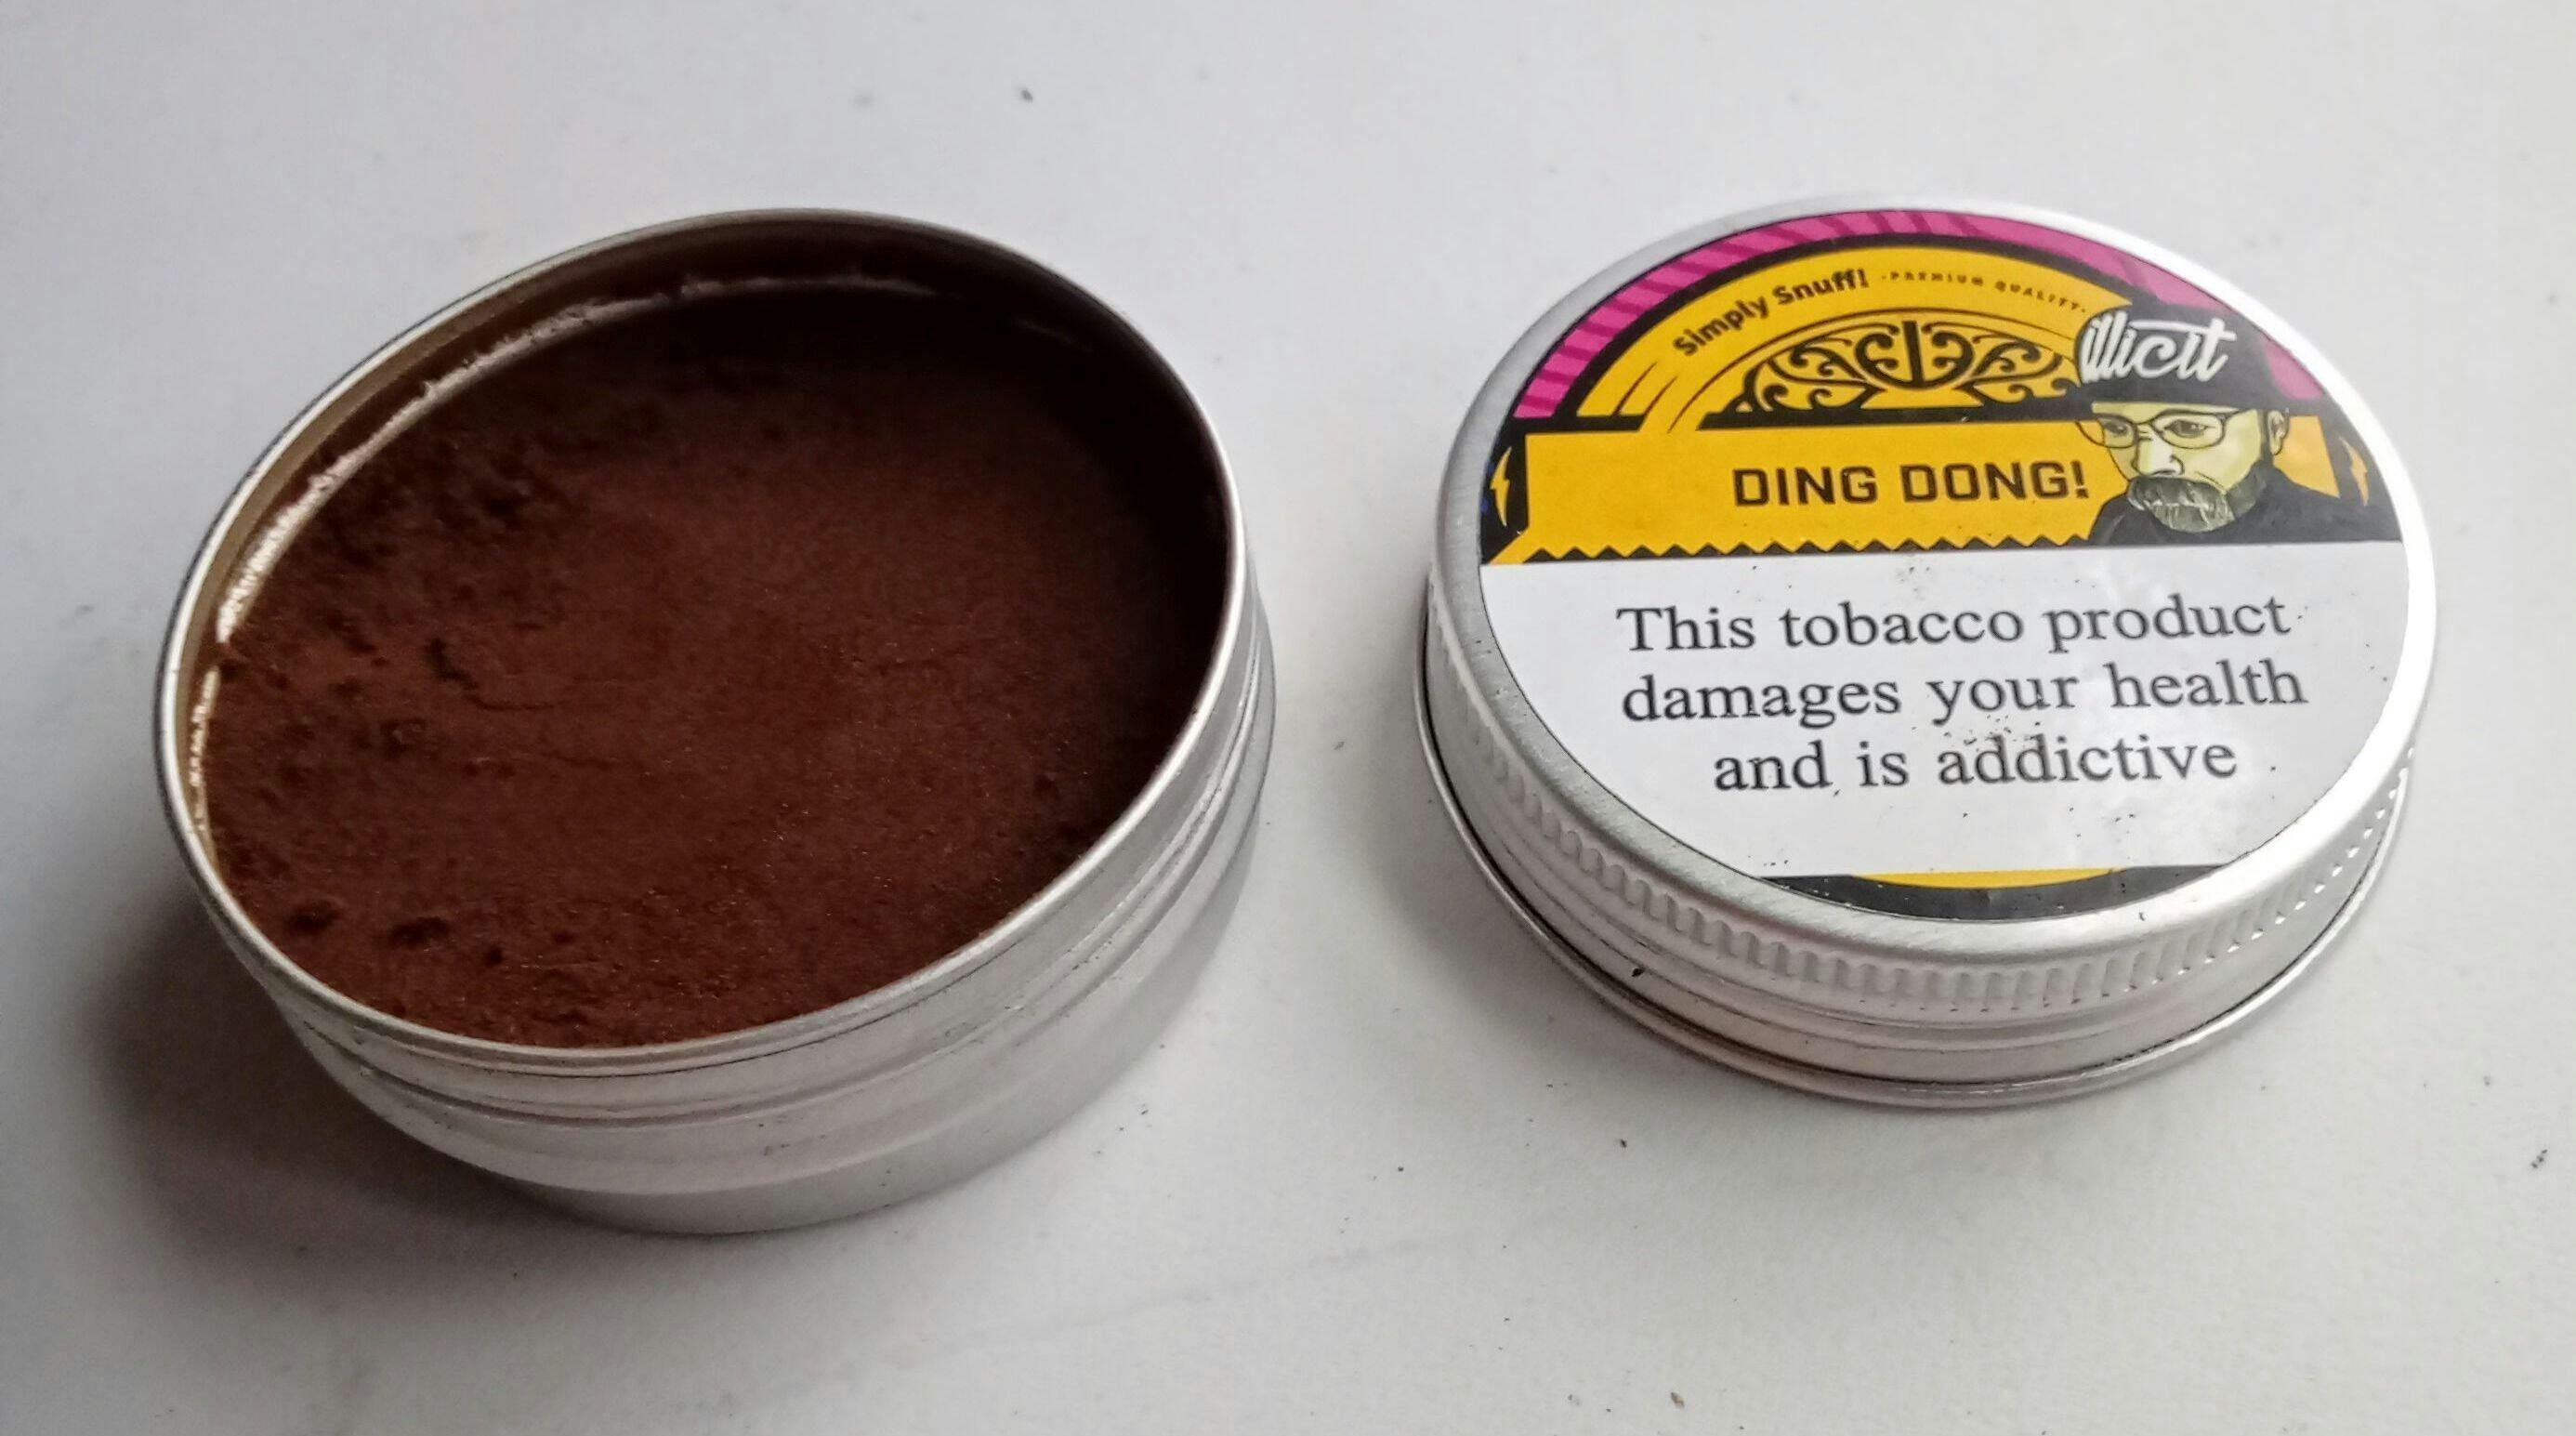 Simply Snuff! -PREMIUM QUALITY-
illicit
DING DONG!
This tobacco product
damages your health
and is addictive